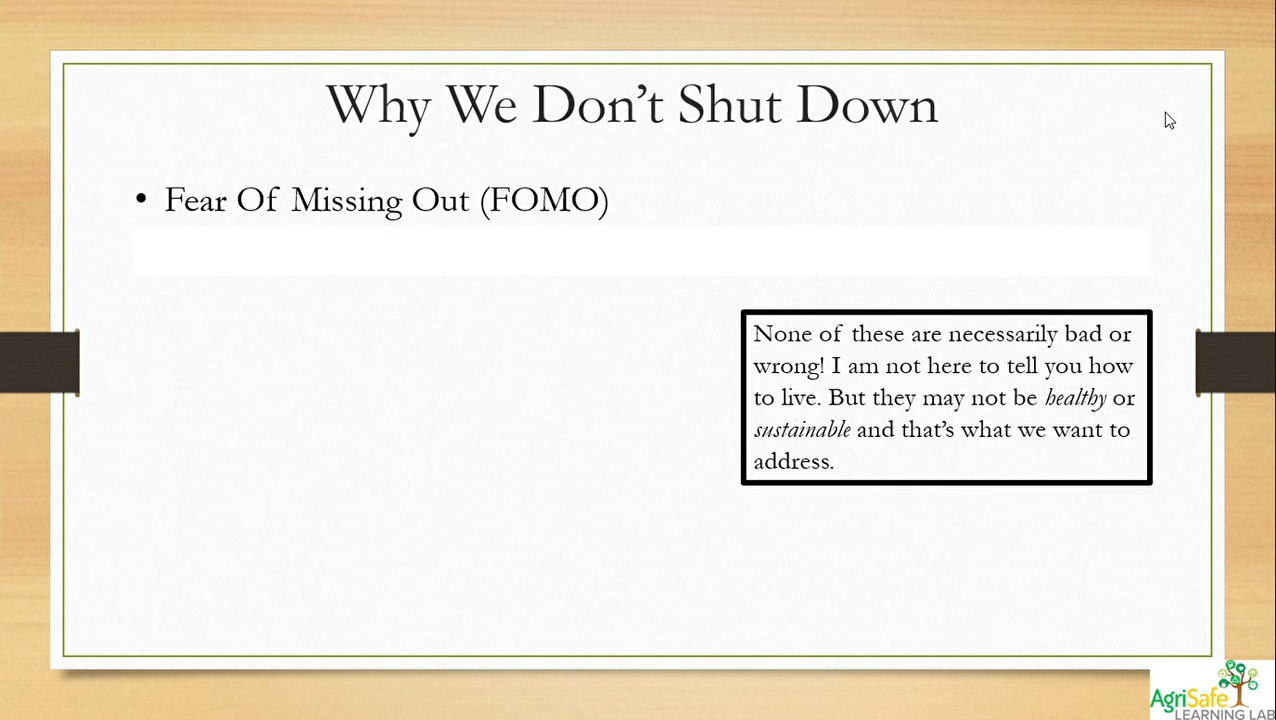 Why We Don’t Shut Down
• Fear Of Missing Out (FOMO)
None of these are necessarily bad or
wrong! I am not here to tell you how
to live. But they may not be healthy or
sustainable and that’s what we want to
address.
AgriSafe
LEARNING LAB